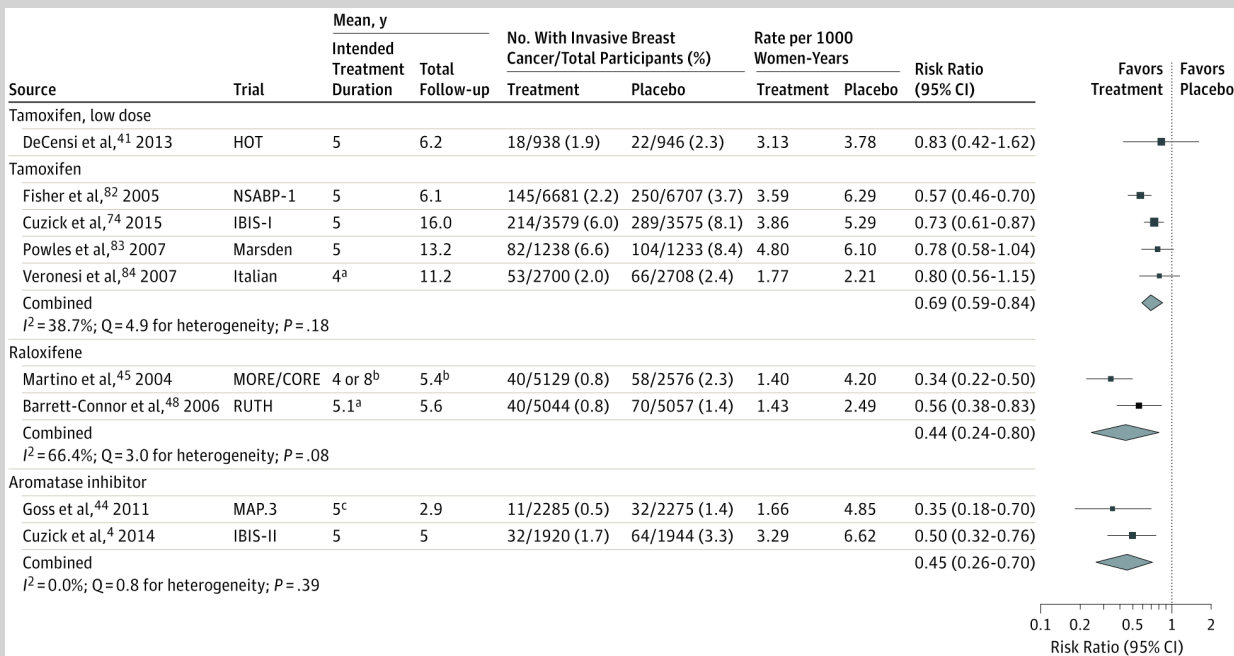 Mean, y
Source Trial Intended Treatment Duration Total Follow-up No. With Invasive Breast Cancer/Total Participants (%) Treatment Placebo Rate per 1000 Women-Years Treatment Placebo Risk Ratio (95% CI) Favors Treatment Favors Placebo
Tamoxifen, low dose
DeCensi et al,41 2013 HOT 5 6.2 18/938 (1.9) 22/946 (2.3) 3.13 3.78 0.83 (0.42-1.62)
Tamoxifen
Fisher et al,82 2005 NSABP-1 5 6.1 145/6681 (2.2) 250/6707 (3.7) 3.59 6.29 0.57 (0.46-0.70)
Cuzick et al,74 2015 IBIS-I 5 16.0 214/3579 (6.0) 289/3575 (8.1) 3.86 5.29 0.73 (0.61-0.87)
Powles et al,83 2007 Marsden 5 13.2 82/1238 (6.6) 104/1233 (8.4) 4.80 6.10 0.78 (0.58-1.04)
Veronesi et al,84 2007 Italian 4a 11.2 53/2700 (2.0) 66/2708 (2.4) 1.77 2.21 0.80 (0.56-1.15)
Combined 0.69 (0.59-0.84)
I2 = 38.7%; Q = 4.9 for heterogeneity; P = .18
Raloxifene
Martino et al,45 2004 MORE/CORE 4 or 8b 5.4b 40/5129 (0.8) 58/2576 (2.3) 1.40 4.20 0.34 (0.22-0.50)
Barrett-Connor et al,48 2006 RUTH 5.1a 5.6 40/5044 (0.8) 70/5057 (1.4) 1.43 2.49 0.56 (0.38-0.83)
Combined 0.44 (0.24-0.80)
I2 = 66.4%; Q = 3.0 for heterogeneity; P = .08
Aromatase inhibitor
Goss et al,44 2011 MAP.3 5c 2.9 11/2285 (0.5) 32/2275 (1.4) 1.66 4.85 0.35 (0.18-0.70)
Cuzick et al,4 2014 IBIS-II 5 5 32/1920 (1.7) 64/1944 (3.3) 3.29 6.62 0.50 (0.32-0.76)
Combined 0.45 (0.26-0.70)
I2 = 0.0%; Q = 0.8 for heterogeneity; P = .39
0.1 0.2 0.5 1 2
Risk Ratio (95% CI)